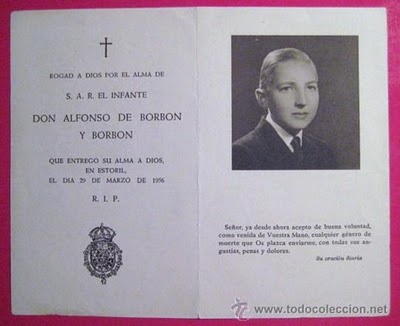 ROGAD A DIOS POR EL ALMA DE
S. A. R. EL INFANTE
DON ALFONSO DE BORBON
Y BORBON
QUE ENTREGO SU ALMA A DIOS,
EN ESTORIL,
EL DIA 29 DE MARZO DE 1956
R. I. P.
Señor, ya desde ahora acepto de buena voluntad,
como venida de Vuestra Mano, cualquier género de
muerte que Os plazca enviarme, con todas sus an-
gustias, penas y dolores.
Su oración diaria
© www.todocoleccion.net